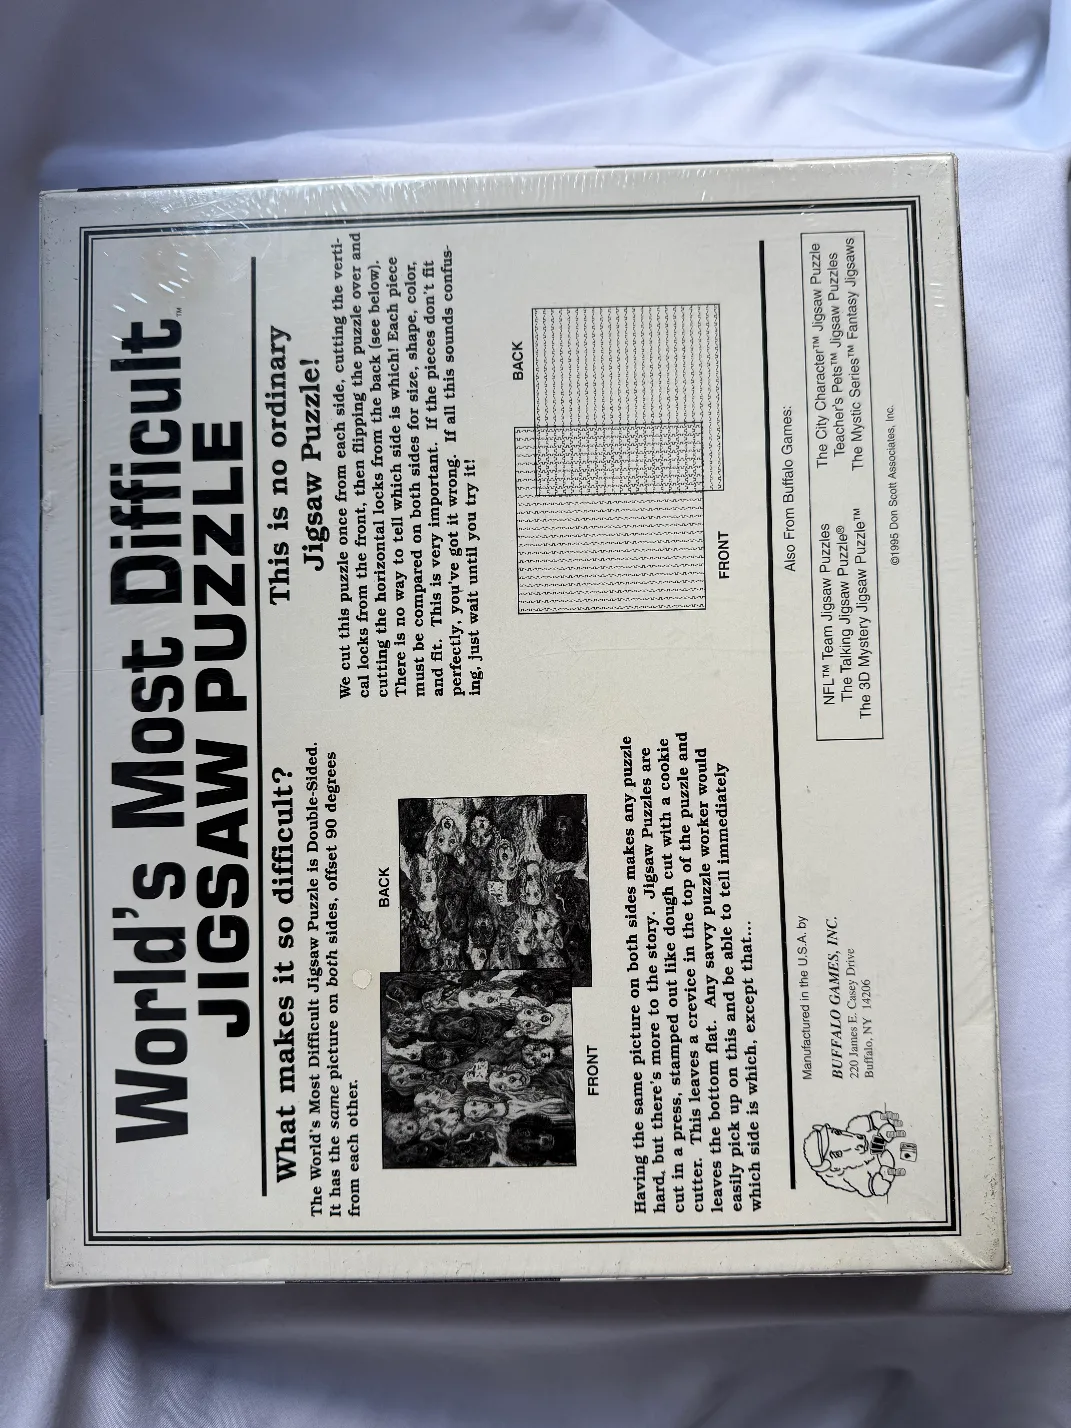 World's Most Difficult™
JIGSAW PUZZLE
What makes it so difficult?
The World's Most Difficult Jigsaw Puzzle is Double-Sided.
It has the same picture on both sides, offset 90 degrees
from each other.
BACK
FRONT
Having the same picture on both sides makes any puzzle
hard, but there's more to the story. Jigsaw Puzzles are
cut in a press, stamped out like dough cut with a cookie
cutter. This leaves a crevice in the top of the puzzle and
leaves the bottom flat. Any savvy puzzle worker would
easily pick up on this and be able to tell immediately
which side is which, except that...
This is no ordinary
Jigsaw Puzzle!
We cut this puzzle once from each side, cutting the verti-
cal locks from the front, then flipping the puzzle over and
cutting the horizontal locks from the back (see below).
There is no way to tell which side is which! Each piece
must be compared on both sides for size, shape, color,
and fit. This is very important. If the pieces don't fit
perfectly, you've got it wrong. If all this sounds confus-
ing, just wait until you try it!
BACK
FRONT
Manufactured in the U.S.A. by
BUFFALO GAMES, INC.
220 James E. Casey Drive
Buffalo, NY 14206
Also From Buffalo Games:
NFL™ Team Jigsaw Puzzles
The Talking Jigsaw Puzzle®
The 3D Mystery Jigsaw Puzzle™
The City Character™ Jigsaw Puzzle
Teacher's Pets™ Jigsaw Puzzles
The Mystic Series™ Fantasy Jigsaws
©1995 Don Scott Associates, Inc.